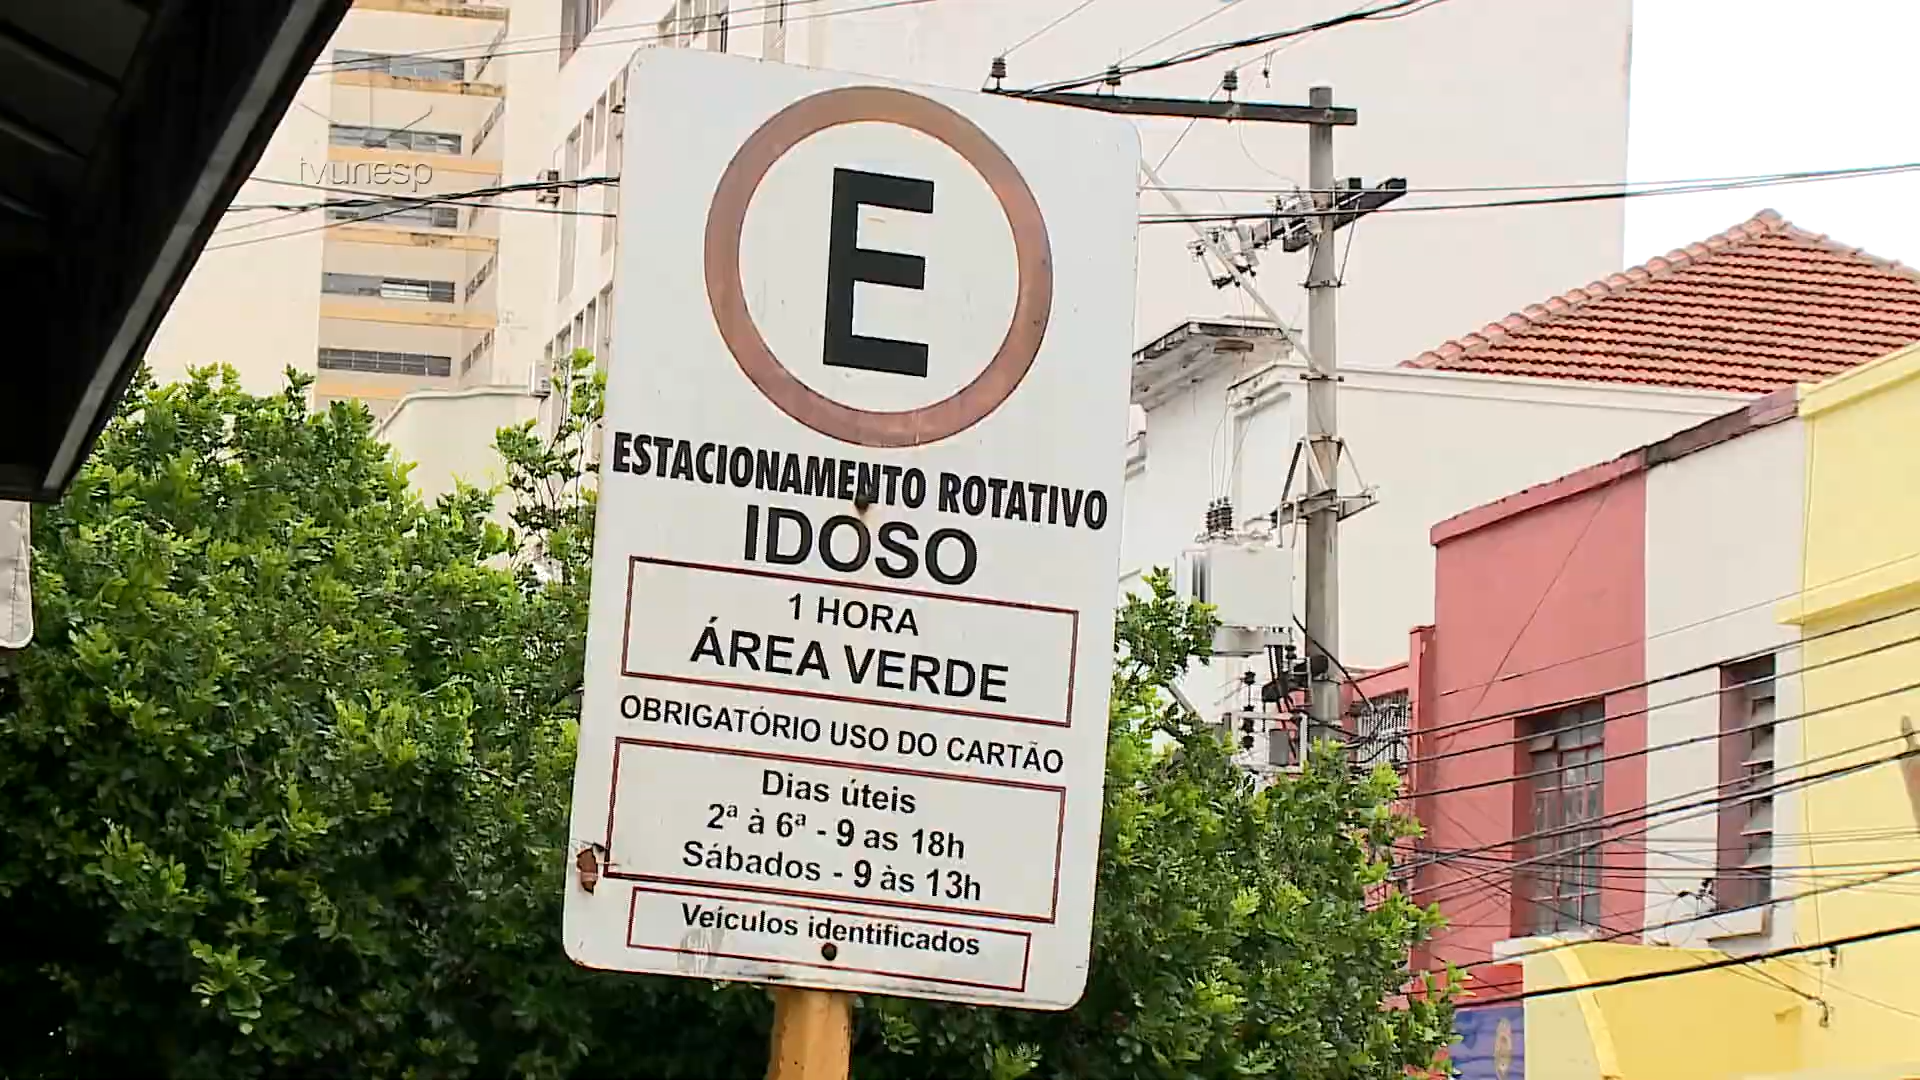 tvunesp
E
ESTACIONAMENTO ROTATIVO
IDOSO
1 HORA
ÁREA VERDE
OBRIGATÓRIO USO DO CARTÃO
Dias úteis
2ª à 6ª - 9 as 18h
Sábados - 9 às 13h
Veículos identificados